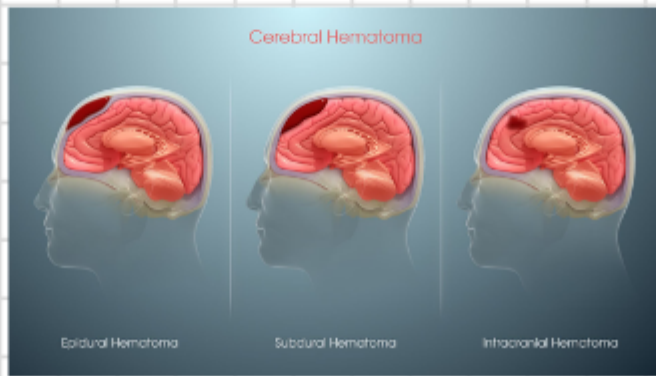 Cerebral Hematoma
Epidural Hematoma
Subdural Hematoma
Intracranial Hematoma